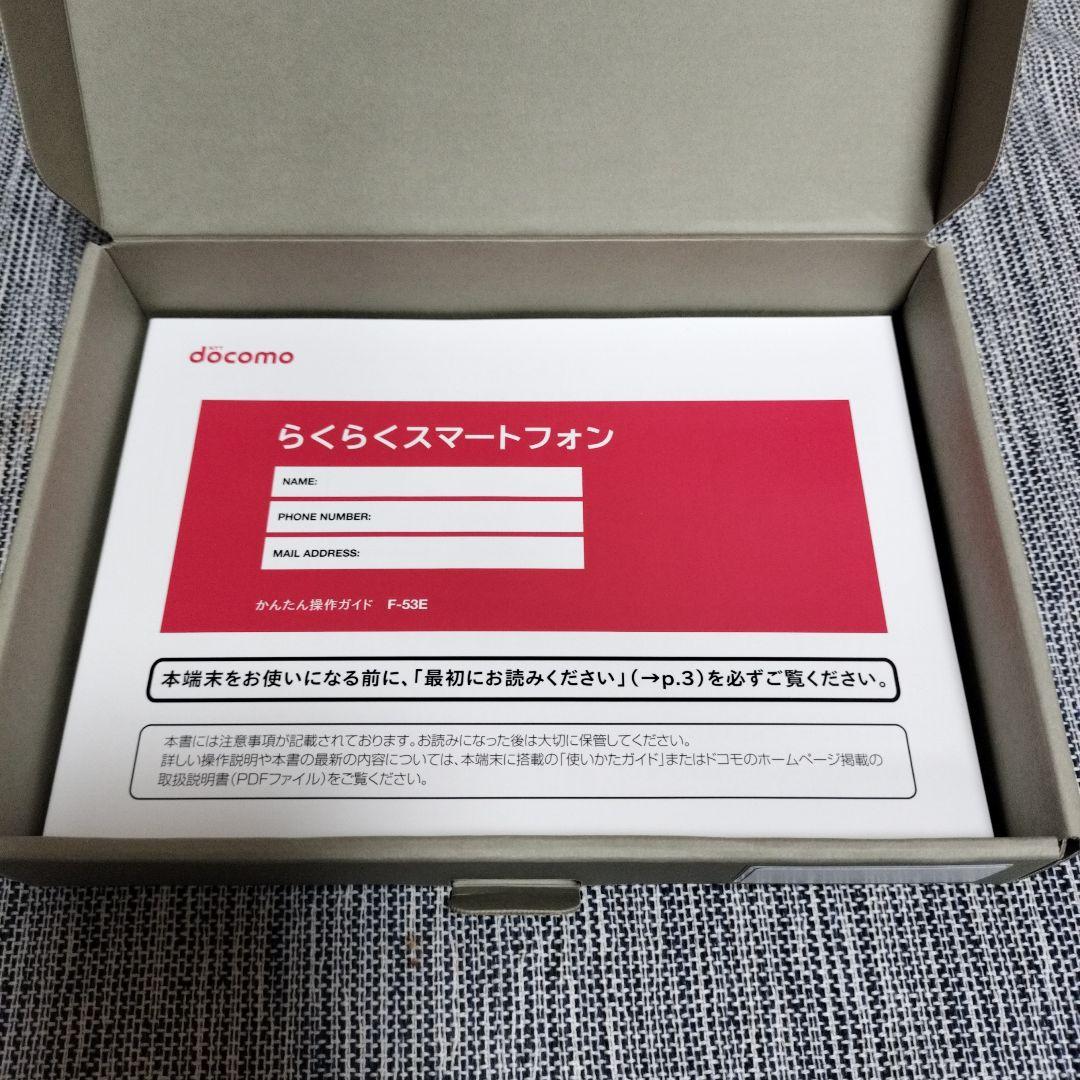 NTT
docomo
らくらくスマートフォン
NAME:
PHONE NUMBER:
MAIL ADDRESS:
かんたん操作ガイド F-53E
本端末をお使いになる前に、「最初にお読みください」(→p.3)を必ずご覧ください。
本書には注意事項が記載されております。お読みになった後は大切に保管してください。
詳しい操作説明や本書の最新の内容については、本端末に搭載の「使いかたガイド」またはドコモのホームページ掲載の
取扱説明書(PDFファイル)をご覧ください。